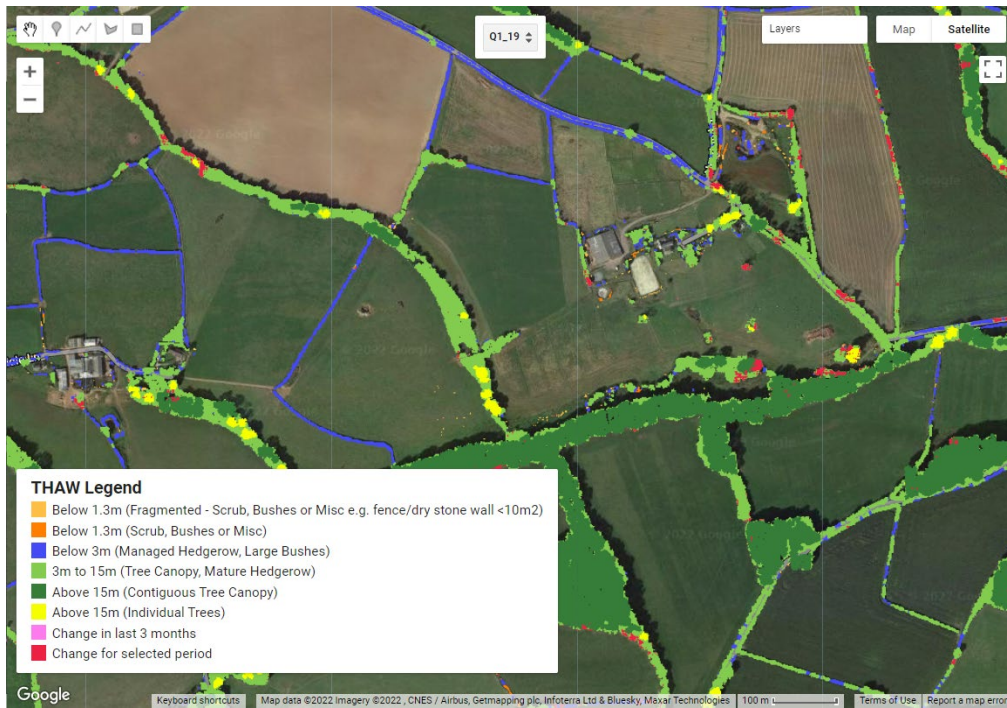 Q1_19
Layers
Map
Satellite
+
−
THAW Legend
Below 1.3m (Fragmented - Scrub, Bushes or Misc e.g. fence/dry stone wall <10m2)
Below 1.3m (Scrub, Bushes or Misc)
Below 3m (Managed Hedgerow, Large Bushes)
3m to 15m (Tree Canopy, Mature Hedgerow)
Above 15m (Contiguous Tree Canopy)
Above 15m (Individual Trees)
Change in last 3 months
Change for selected period
Google
Keyboard shortcuts
Map data ©2022 Imagery ©2022 , CNES / Airbus, Getmapping plc, Infoterra Ltd & Bluesky, Maxar Technologies
100 m
Terms of Use
Report a map error